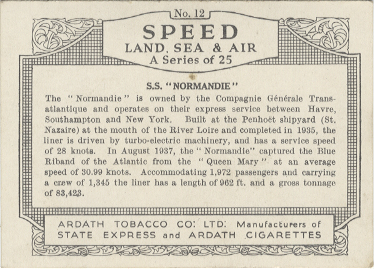 No. 12
SPEED
LAND, SEA & AIR
A Series of 25
S.S. "NORMANDIE"
The "Normandie" is owned by the Compagnie Générale Trans-
atlantique and operates on their express service between Havre,
Southampton and New York. Built at the Penhoët shipyard (St.
Nazaire) at the mouth of the River Loire and completed in 1935, the
liner is driven by turbo-electric machinery, and has a service speed
of 28 knots. In August 1937, the "Normandie" captured the Blue
Riband of the Atlantic from the "Queen Mary" at an average
speed of 30.99 knots. Accommodating 1,972 passengers and carrying
a crew of 1,345 the liner has a length of 962 ft. and a gross tonnage
of 83,423.
ARDATH TOBACCO CO: LTD: Manufacturers of
STATE EXPRESS and ARDATH CIGARETTES